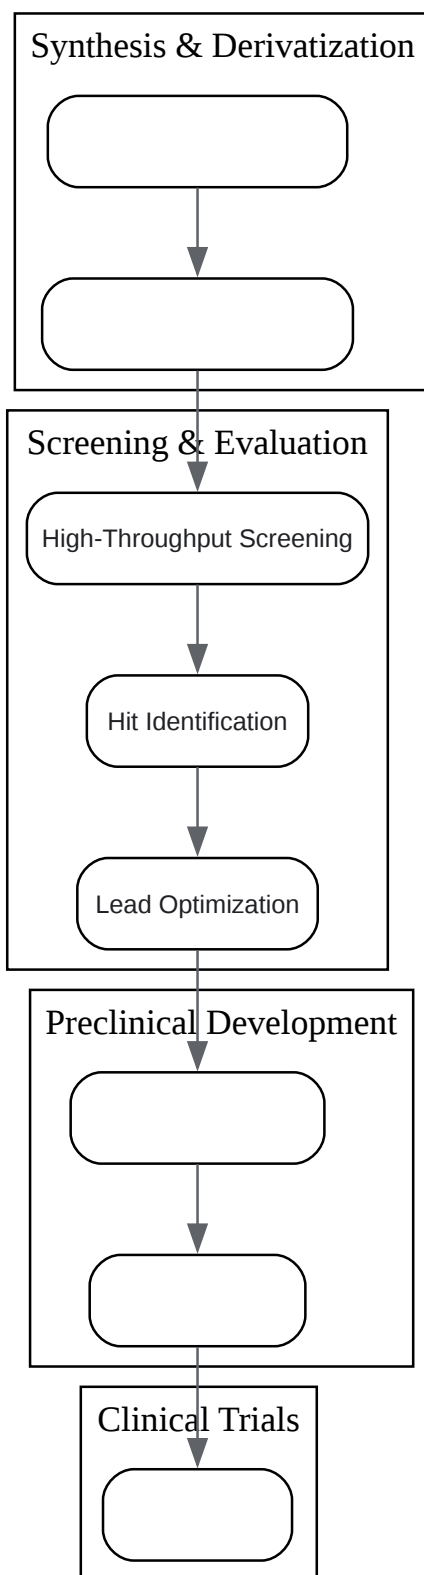 Synthesis & Derivatization
Screening & Evaluation
High-Throughput Screening
Hit Identification
Lead Optimization
Preclinical Development
Clinical Trials